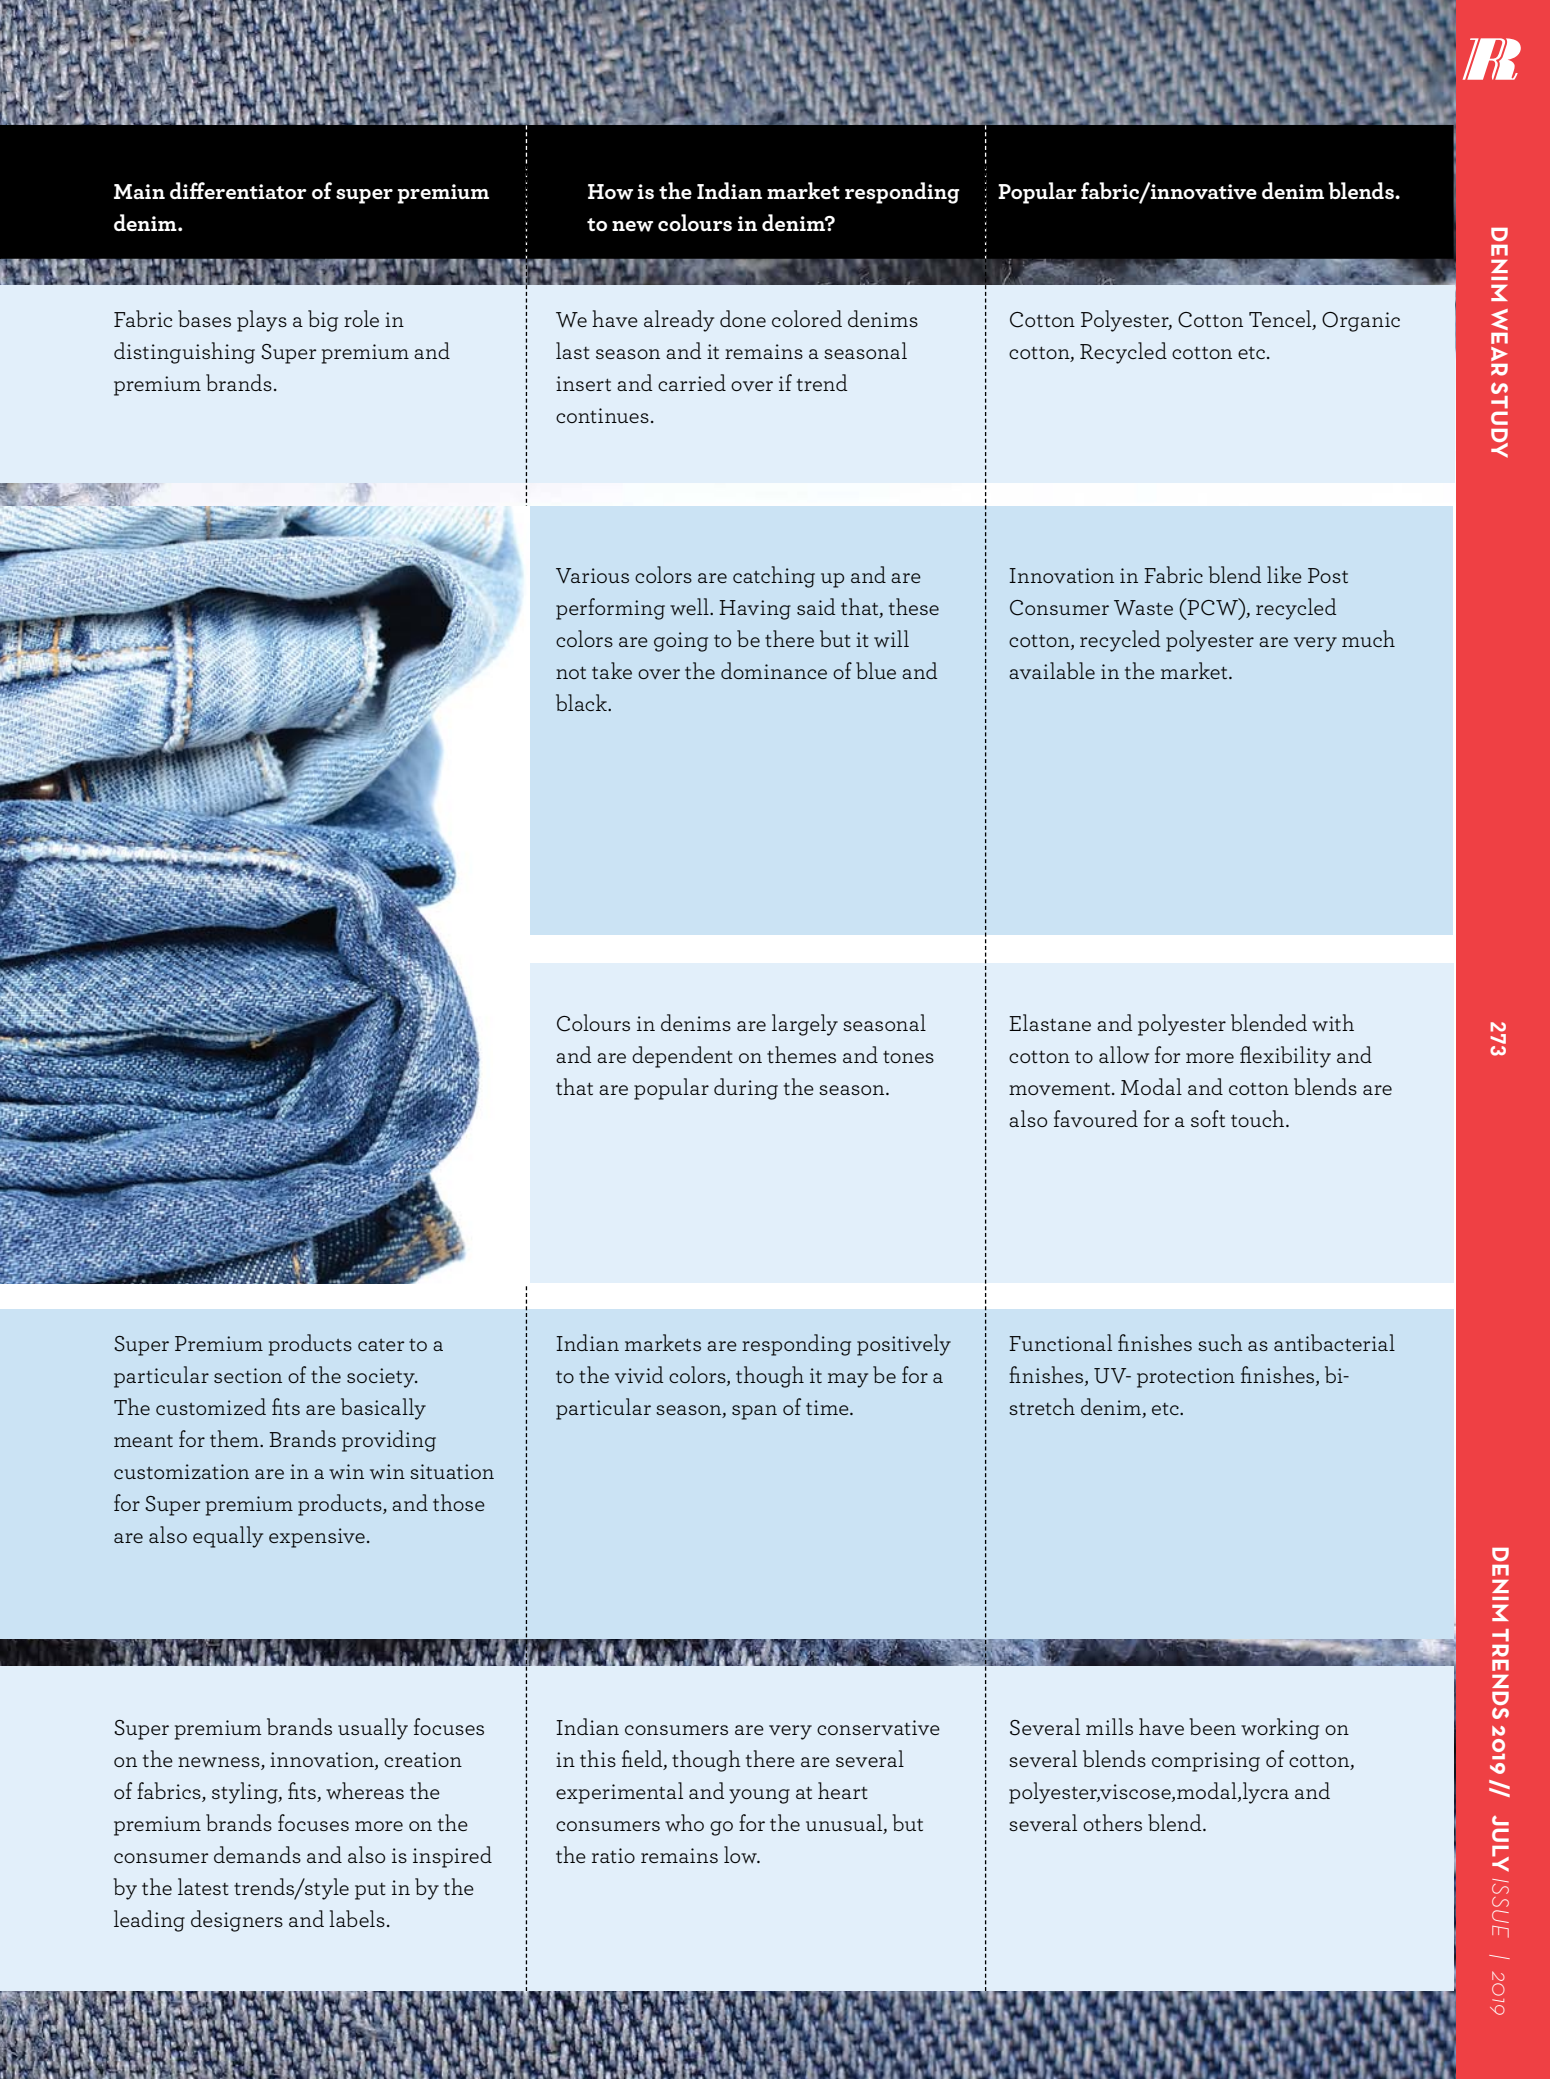 R
Main differentiator of super premium
denim.
How is the Indian market responding
to new colours in denim?
Popular fabric/innovative denim blends.
Fabric bases plays a big role in
distinguishing Super premium and
premium brands.
We have already done colored denims
last season and it remains a seasonal
insert and carried over if trend
continues.
Cotton Polyester, Cotton Tencel, Organic
cotton, Recycled cotton etc.
Various colors are catching up and are
performing well. Having said that, these
colors are going to be there but it will
not take over the dominance of blue and
black.
Innovation in Fabric blend like Post
Consumer Waste (PCW), recycled
cotton, recycled polyester are very much
available in the market.
Colours in denims are largely seasonal
and are dependent on themes and tones
that are popular during the season.
Elastane and polyester blended with
cotton to allow for more flexibility and
movement. Modal and cotton blends are
also favoured for a soft touch.
Super Premium products cater to a
particular section of the society.
The customized fits are basically
meant for them. Brands providing
customization are in a win win situation
for Super premium products, and those
are also equally expensive.
Indian markets are responding positively
to the vivid colors, though it may be for a
particular season, span of time.
Functional finishes such as antibacterial
finishes, UV- protection finishes, bi-
stretch denim, etc.
Super premium brands usually focuses
on the newness, innovation, creation
of fabrics, styling, fits, whereas the
premium brands focuses more on the
consumer demands and also is inspired
by the latest trends/style put in by the
leading designers and labels.
Indian consumers are very conservative
in this field, though there are several
experimental and young at heart
consumers who go for the unusual, but
the ratio remains low.
Several mills have been working on
several blends comprising of cotton,
polyester,viscose,modal,lycra and
several others blend.
DENIM WEAR STUDY
273
DENIM TRENDS 2019 // JULY ISSUE | 2019